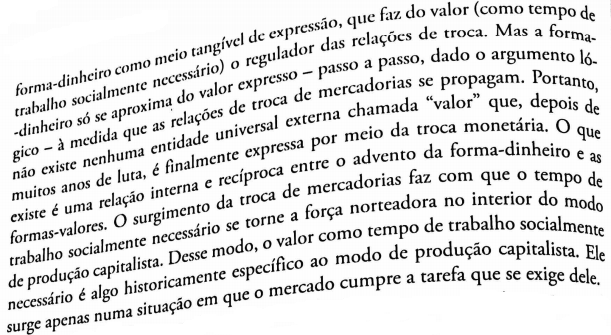 forma-dinheiro como meio tangível de expressão, que faz do valor (como tempo de
trabalho socialmente necessário) o regulador das relações de troca. Mas a forma-
-dinheiro só se aproxima do valor expresso – passo a passo, dado o argumento ló-
gico – à medida que as relações de troca de mercadorias se propagam. Portanto,
não existe nenhuma entidade universal externa chamada “valor” que, depois de
muitos anos de luta, é finalmente expressa por meio da troca monetária. O que
existe é uma relação interna e recíproca entre o advento da forma-dinheiro e as
formas-valores. O surgimento da troca de mercadorias faz com que o tempo de
trabalho socialmente necessário se torne a força norteadora no interior do modo
de produção capitalista. Desse modo, o valor como tempo de trabalho socialmente
necessário é algo historicamente específico ao modo de produção capitalista. Ele
surge apenas numa situação em que o mercado cumpre a tarefa que se exige dele.